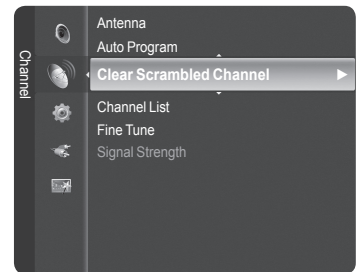 Channel
Antenna
Auto Program
Clear Scrambled Channel
Channel List
Fine Tune
Signal Strength